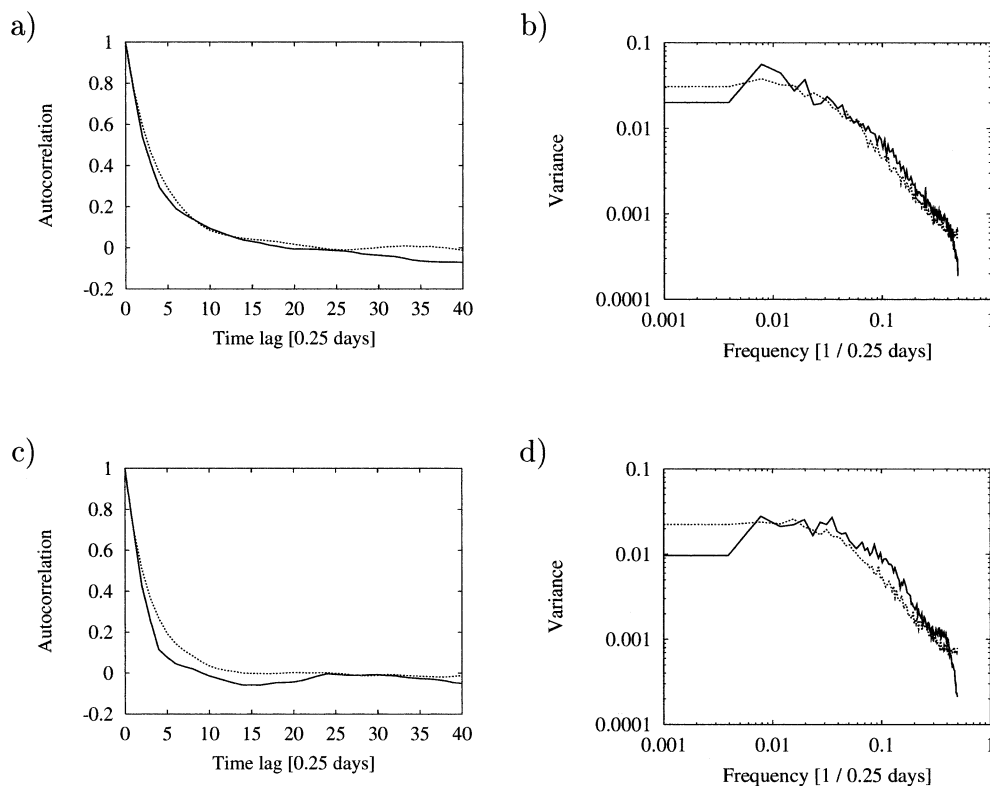 a)
1
0.8
0.6
0.4
0.2
0
-0.2
Autocorrelation
0 5 10 15 20 25 30 35 40
Time lag [0.25 days]
b)
0.1
0.01
0.001
0.0001
Variance
0.001 0.01 0.1 1
Frequency [1 / 0.25 days]
c)
1
0.8
0.6
0.4
0.2
0
-0.2
Autocorrelation
0 5 10 15 20 25 30 35 40
Time lag [0.25 days]
d)
0.1
0.01
0.001
0.0001
Variance
0.001 0.01 0.1 1
Frequency [1 / 0.25 days]